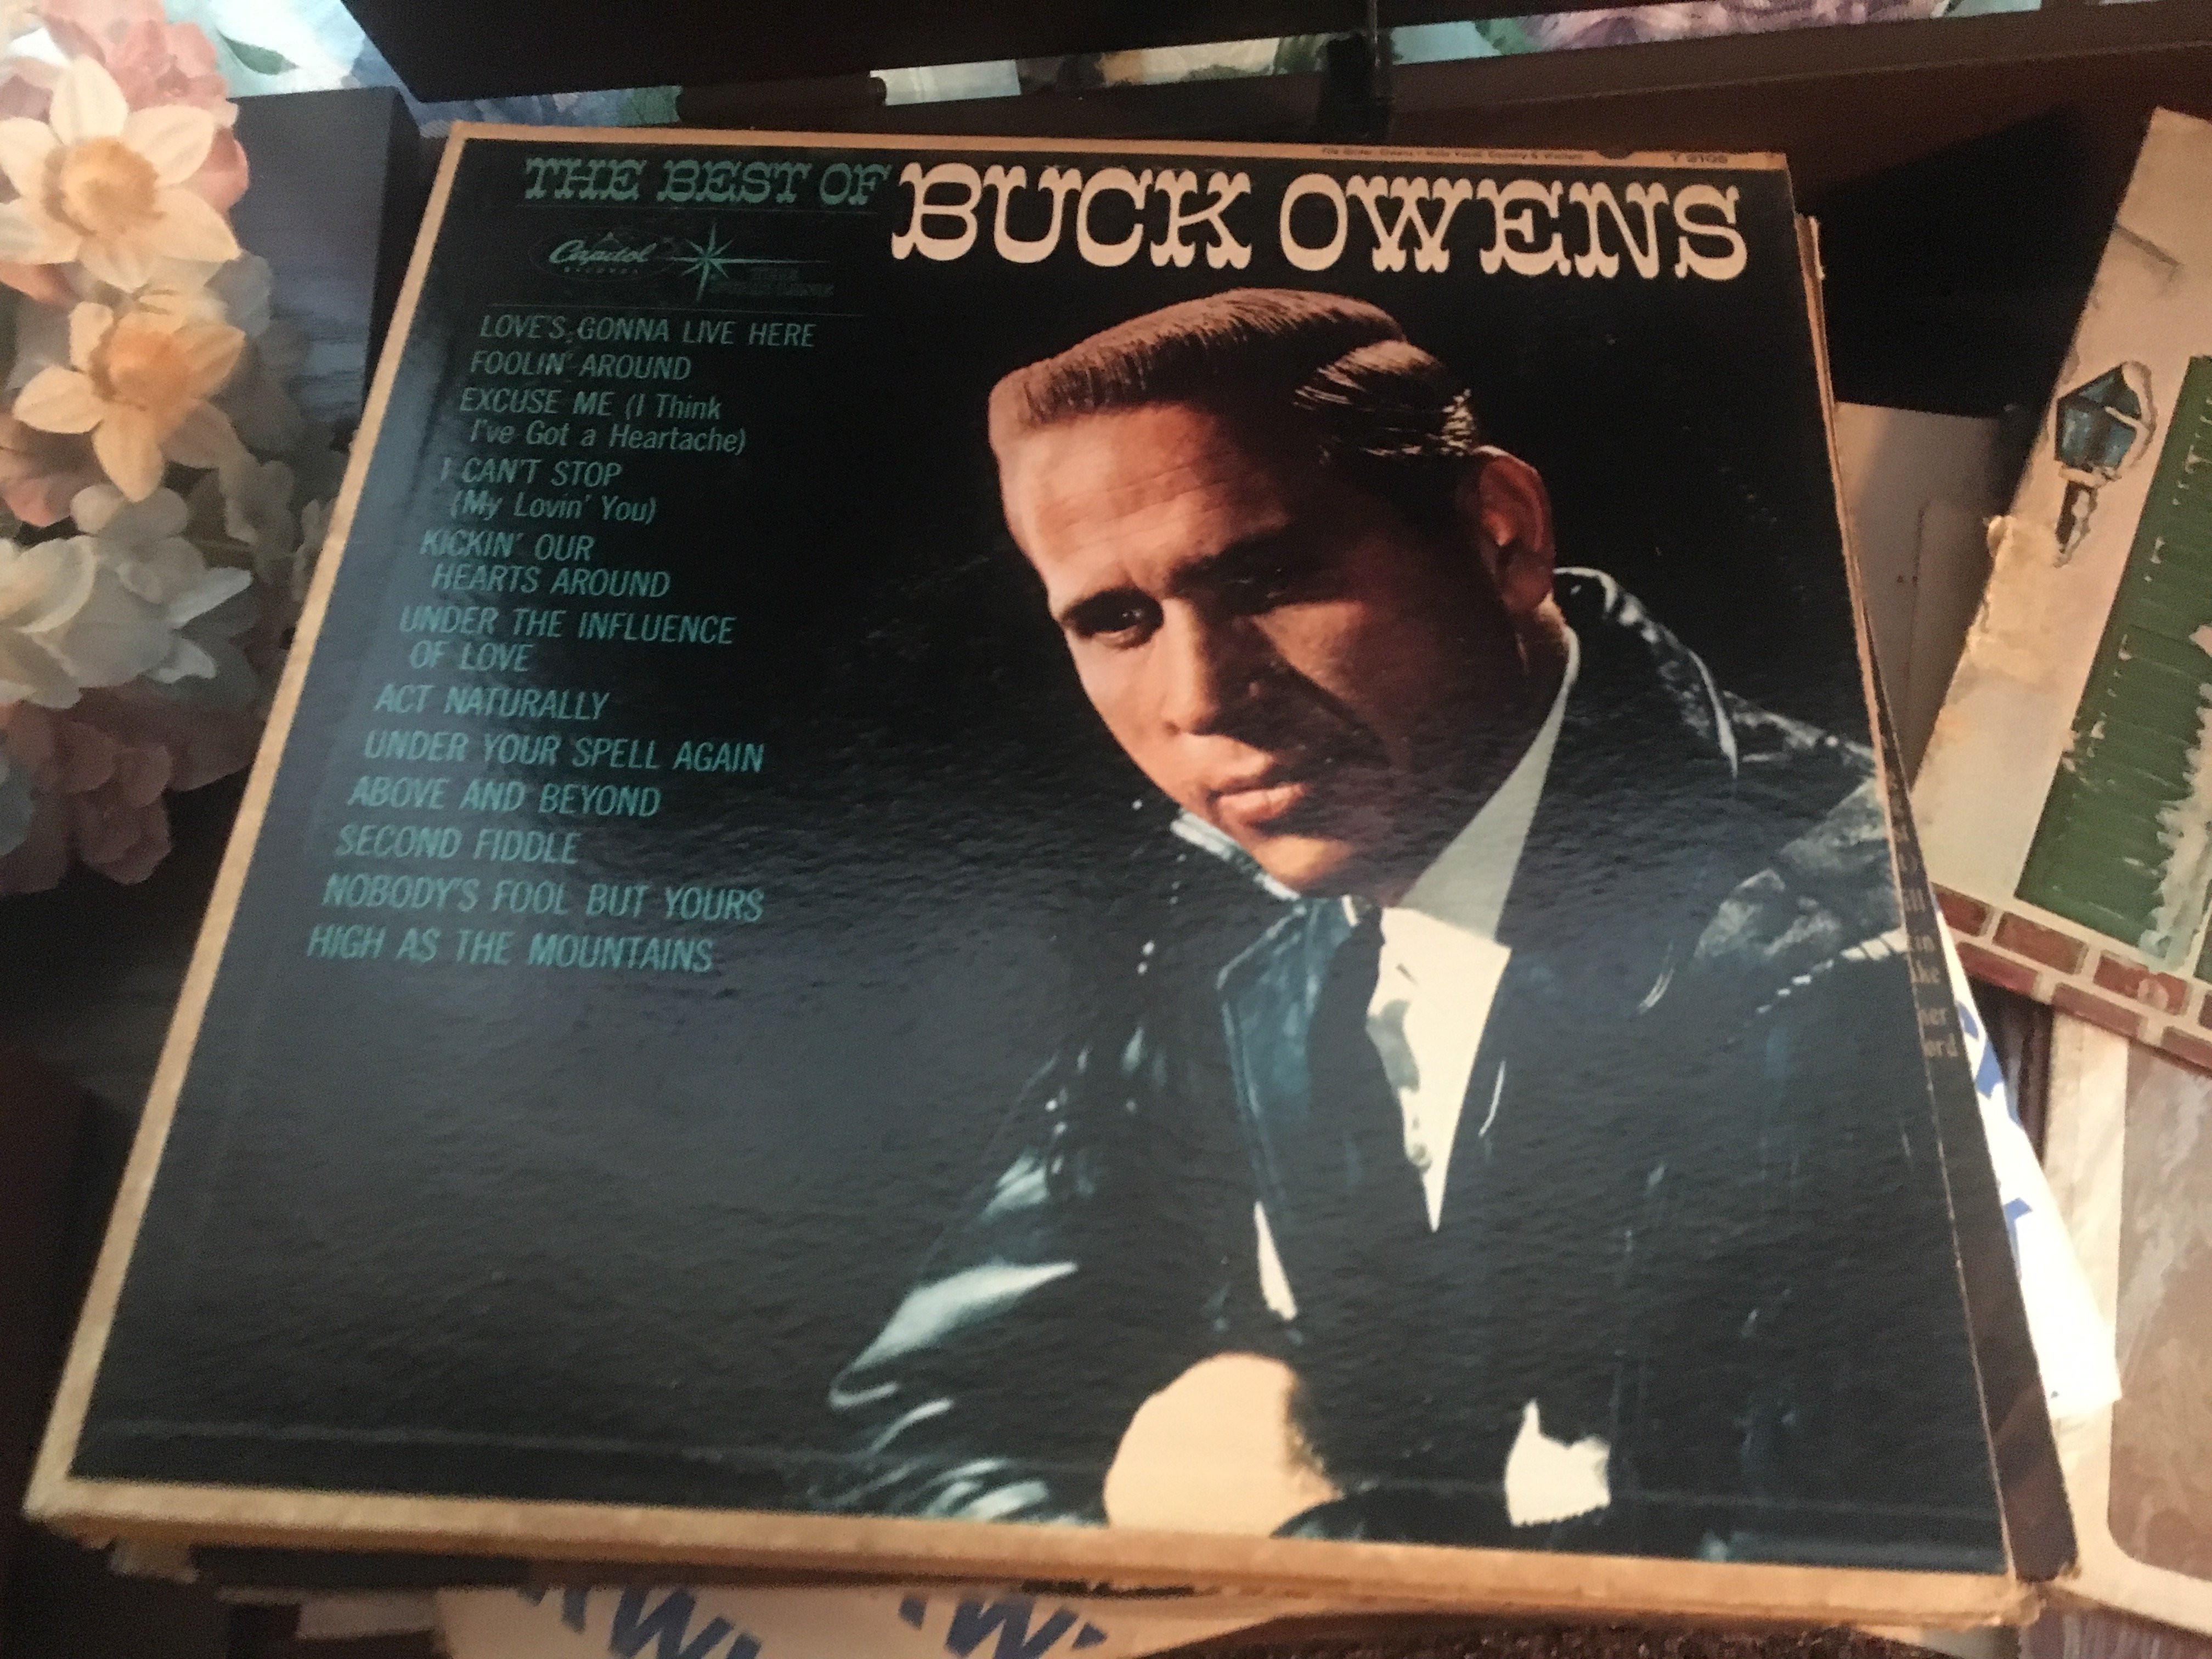 T 2105
THE BEST OF BUCK OWENS
Capitol
RECORDS
LOVE'S GONNA LIVE HERE
FOOLIN' AROUND
EXCUSE ME (I Think
I've Got a Heartache)
I CAN'T STOP
(My Lovin' You)
KICKIN' OUR
HEARTS AROUND
UNDER THE INFLUENCE
OF LOVE
ACT NATURALLY
UNDER YOUR SPELL AGAIN
ABOVE AND BEYOND
SECOND FIDDLE
NOBODY'S FOOL BUT YOURS
HIGH AS THE MOUNTAINS